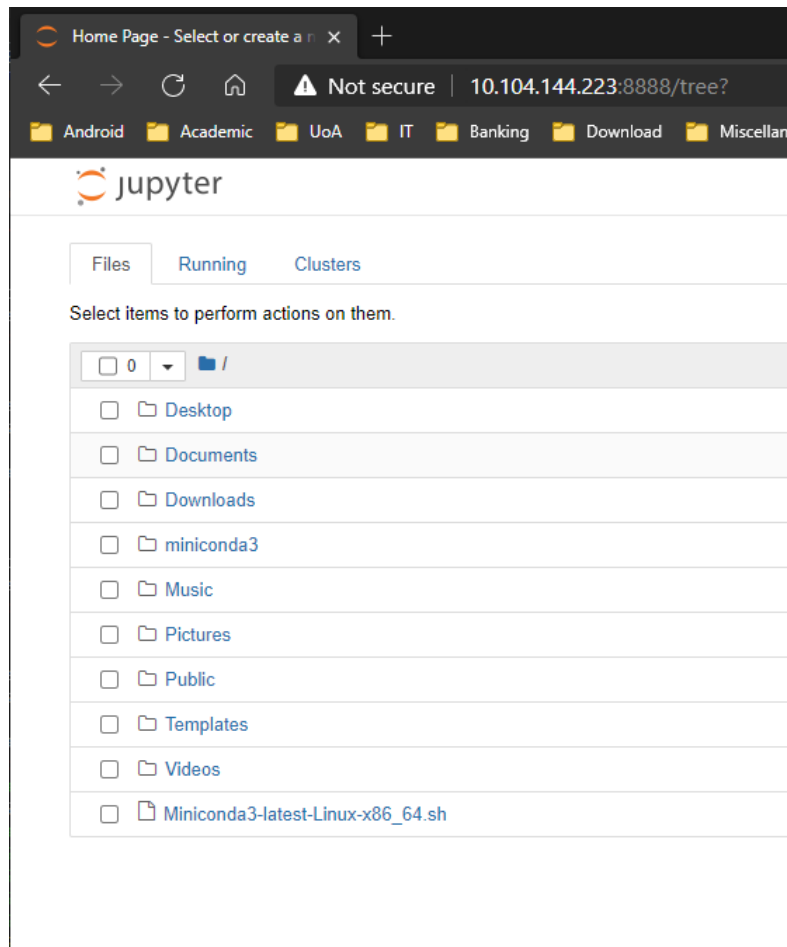 Home Page - Select or create a n
Not secure | 10.104.144.223:8888/tree?
Android Academic UoA IT Banking Download Miscellan
jupyter
Files Running Clusters
Select items to perform actions on them.
0 /
Desktop
Documents
Downloads
miniconda3
Music
Pictures
Public
Templates
Videos
Miniconda3-latest-Linux-x86_64.sh